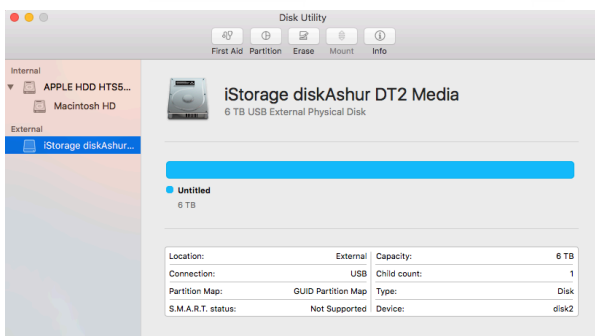 Disk Utility
First Aid Partition Erase Mount Info
Internal
APPLE HDD HTS5...
Macintosh HD
External
iStorage diskAshur...
iStorage diskAshur DT2 Media
6 TB USB External Physical Disk
Untitled
6 TB
Location: External Capacity: 6 TB
Connection: USB Child count: 1
Partition Map: GUID Partition Map Type: Disk
S.M.A.R.T. status: Not Supported Device: disk2